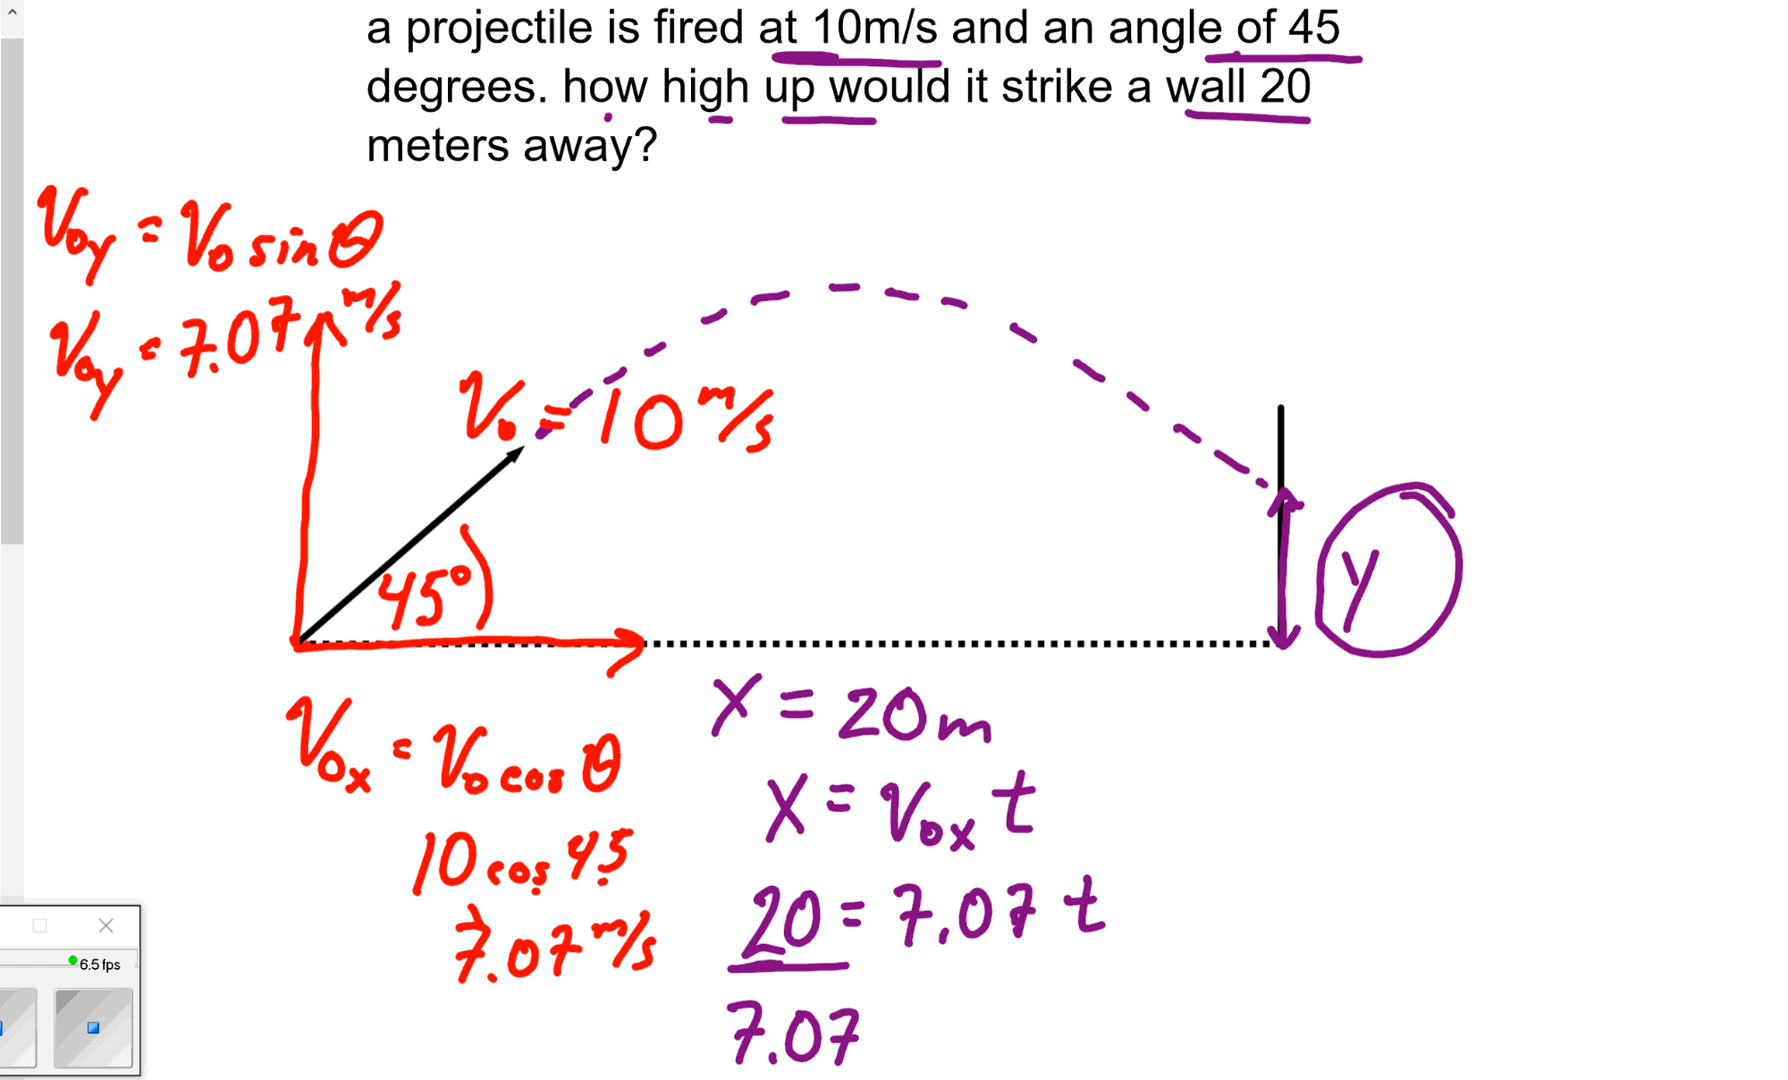 a projectile is fired at 10m/s and an angle of 45
degrees. how high up would it strike a wall 20
meters away?
Voy = Vo sin θ
Voy = 7.07 m/s
Vo = 10 m/s
45°
y
Vox = Vo cos θ
10 cos 45
7.07 m/s
x = 20m
x = Vox t
20 = 7.07 t
7.07
6.5 fps